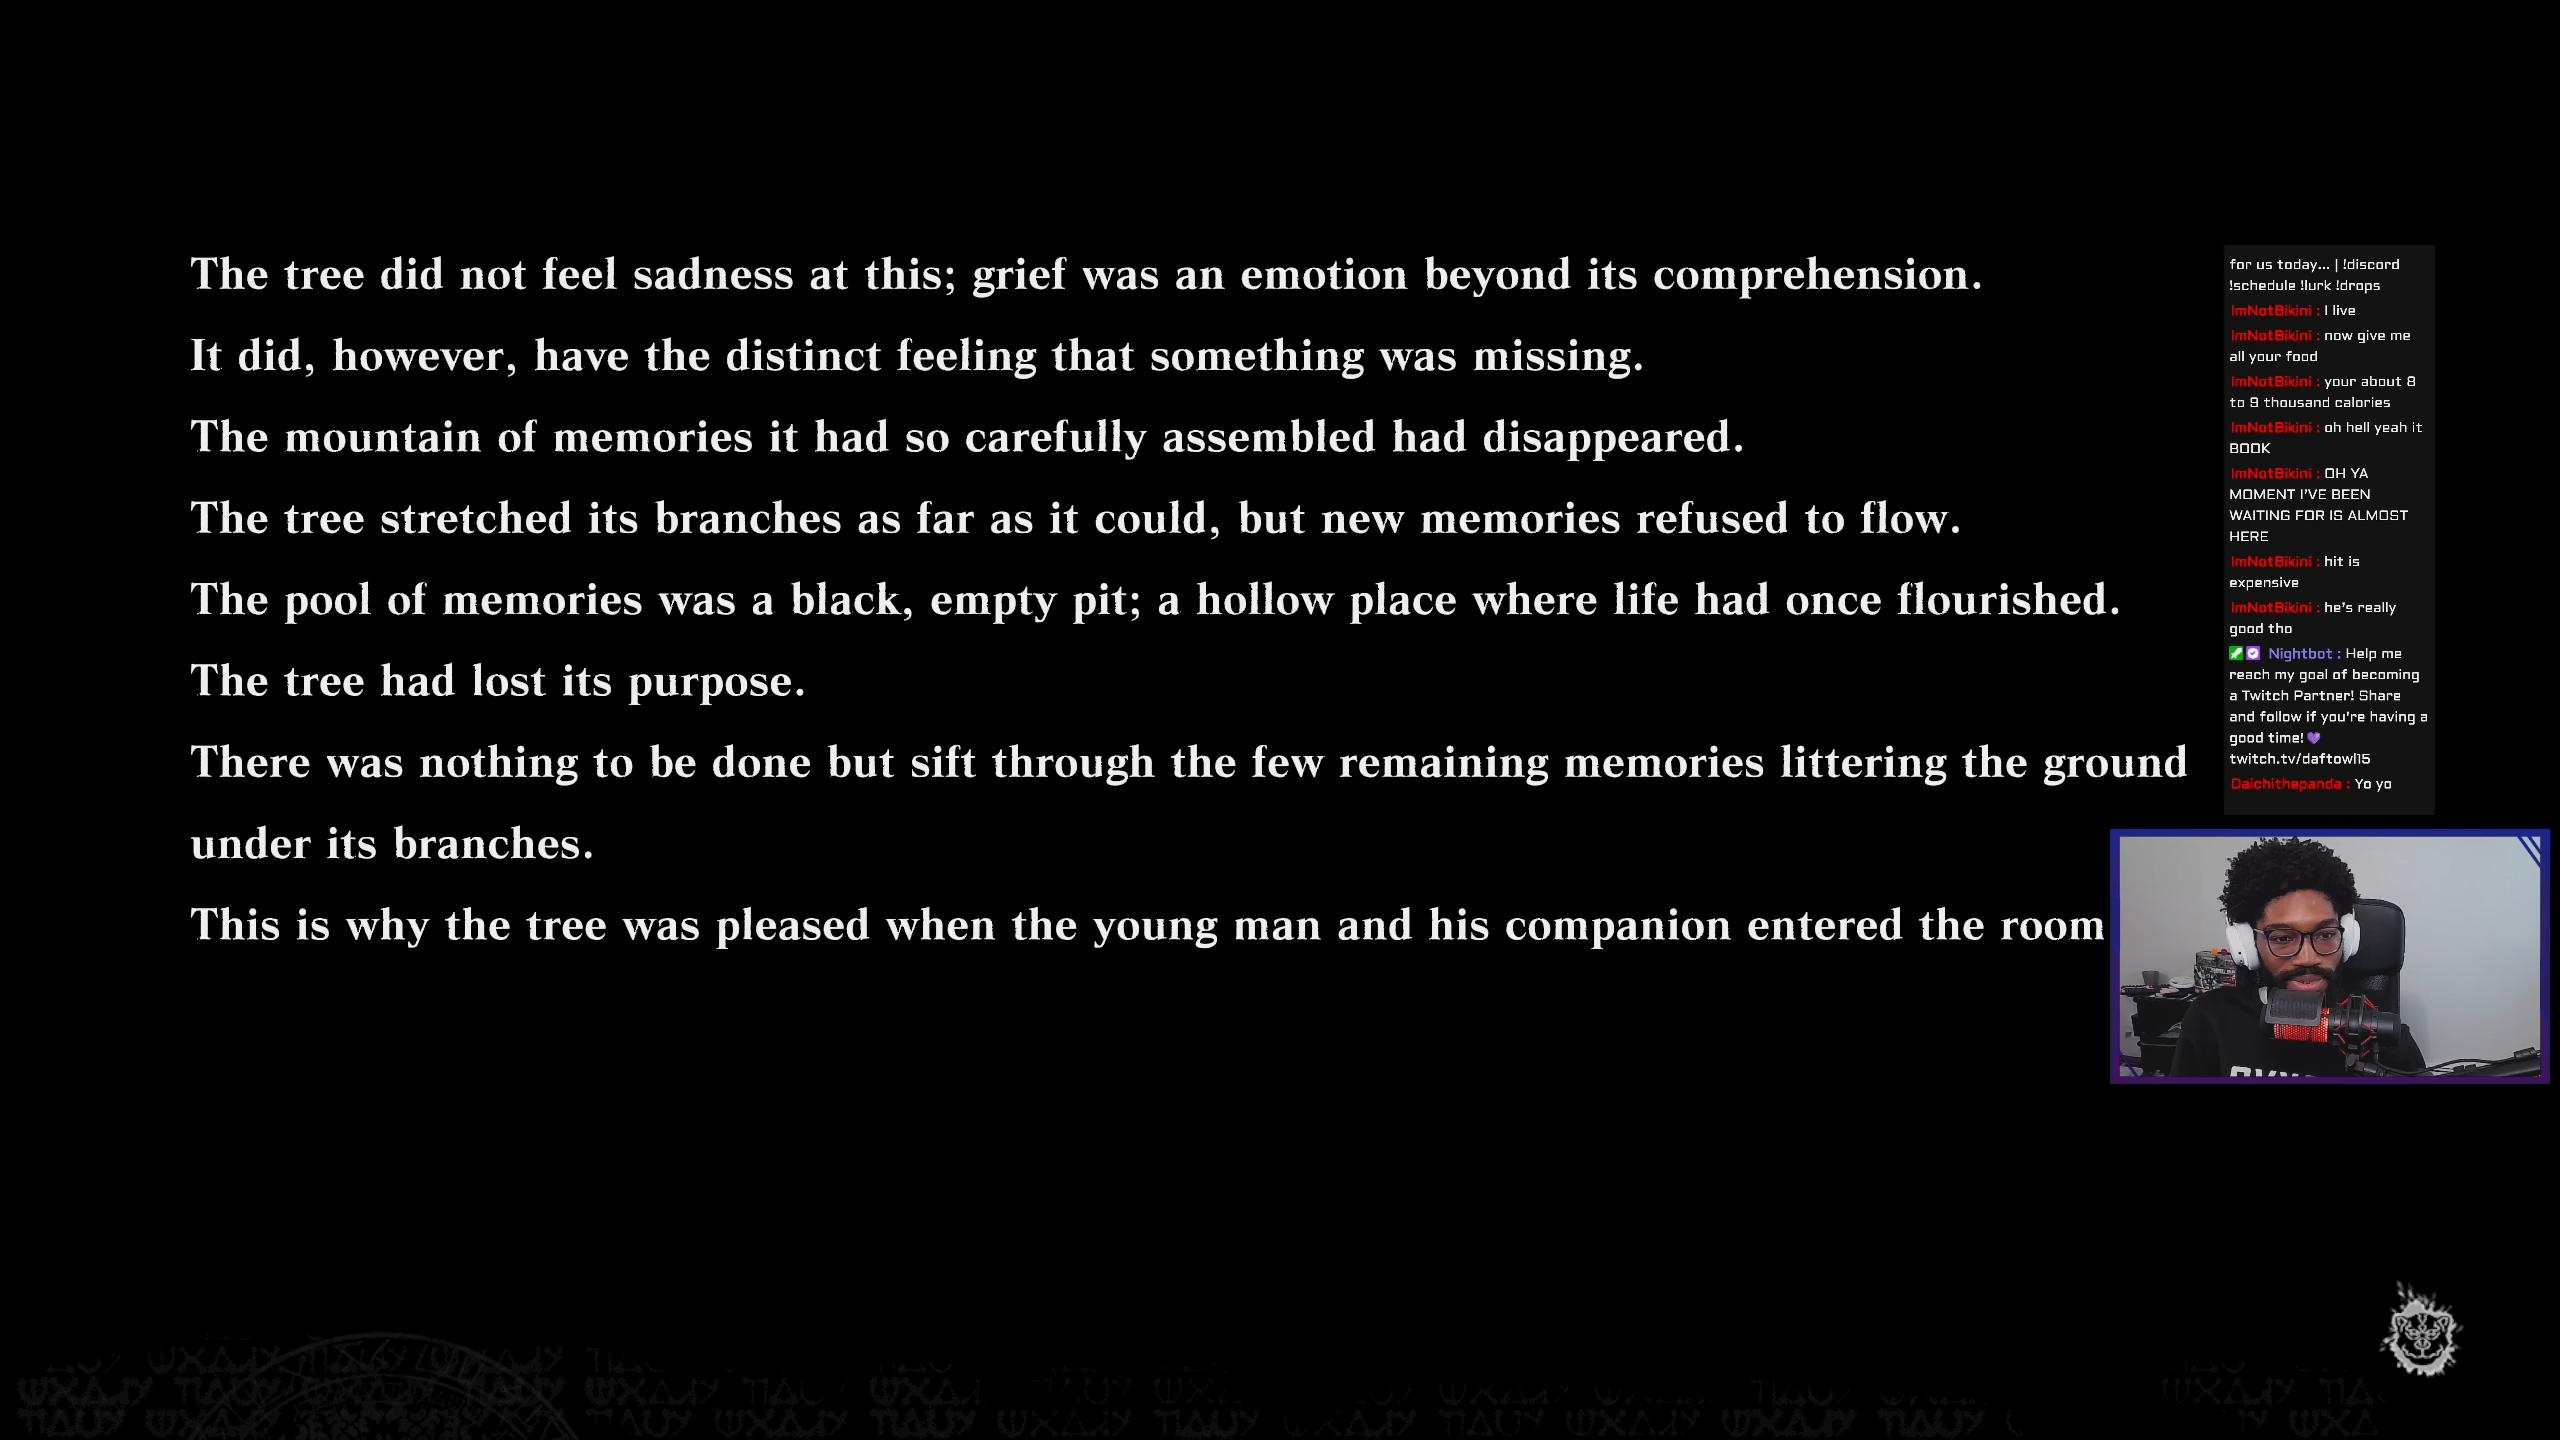 The tree did not feel sadness at this; grief was an emotion beyond its comprehension.
It did, however, have the distinct feeling that something was missing.
The mountain of memories it had so carefully assembled had disappeared.
The tree stretched its branches as far as it could, but new memories refused to flow.
The pool of memories was a black, empty pit; a hollow place where life had once flourished.
The tree had lost its purpose.
There was nothing to be done but sift through the few remaining memories littering the ground
under its branches.
This is why the tree was pleased when the young man and his companion entered the room
for us today... | !discord
!schedule !lurk !drops
ImNotBikini : I live
ImNotBikini : now give me
all your food
ImNotBikini : your about 8
to 9 thousand calories
ImNotBikini : oh hell yeah it
BOOK
ImNotBikini : OH YA
MOMENT I'VE BEEN
WAITING FOR IS ALMOST
HERE
ImNotBikini : hit is
expensive
ImNotBikini : he's really
good tho
Nightbot : Help me
reach my goal of becoming
a Twitch Partner! Share
and follow if you're having a
good time! 💜
twitch.tv/daftowl15
Daichithepanda : Yo yo